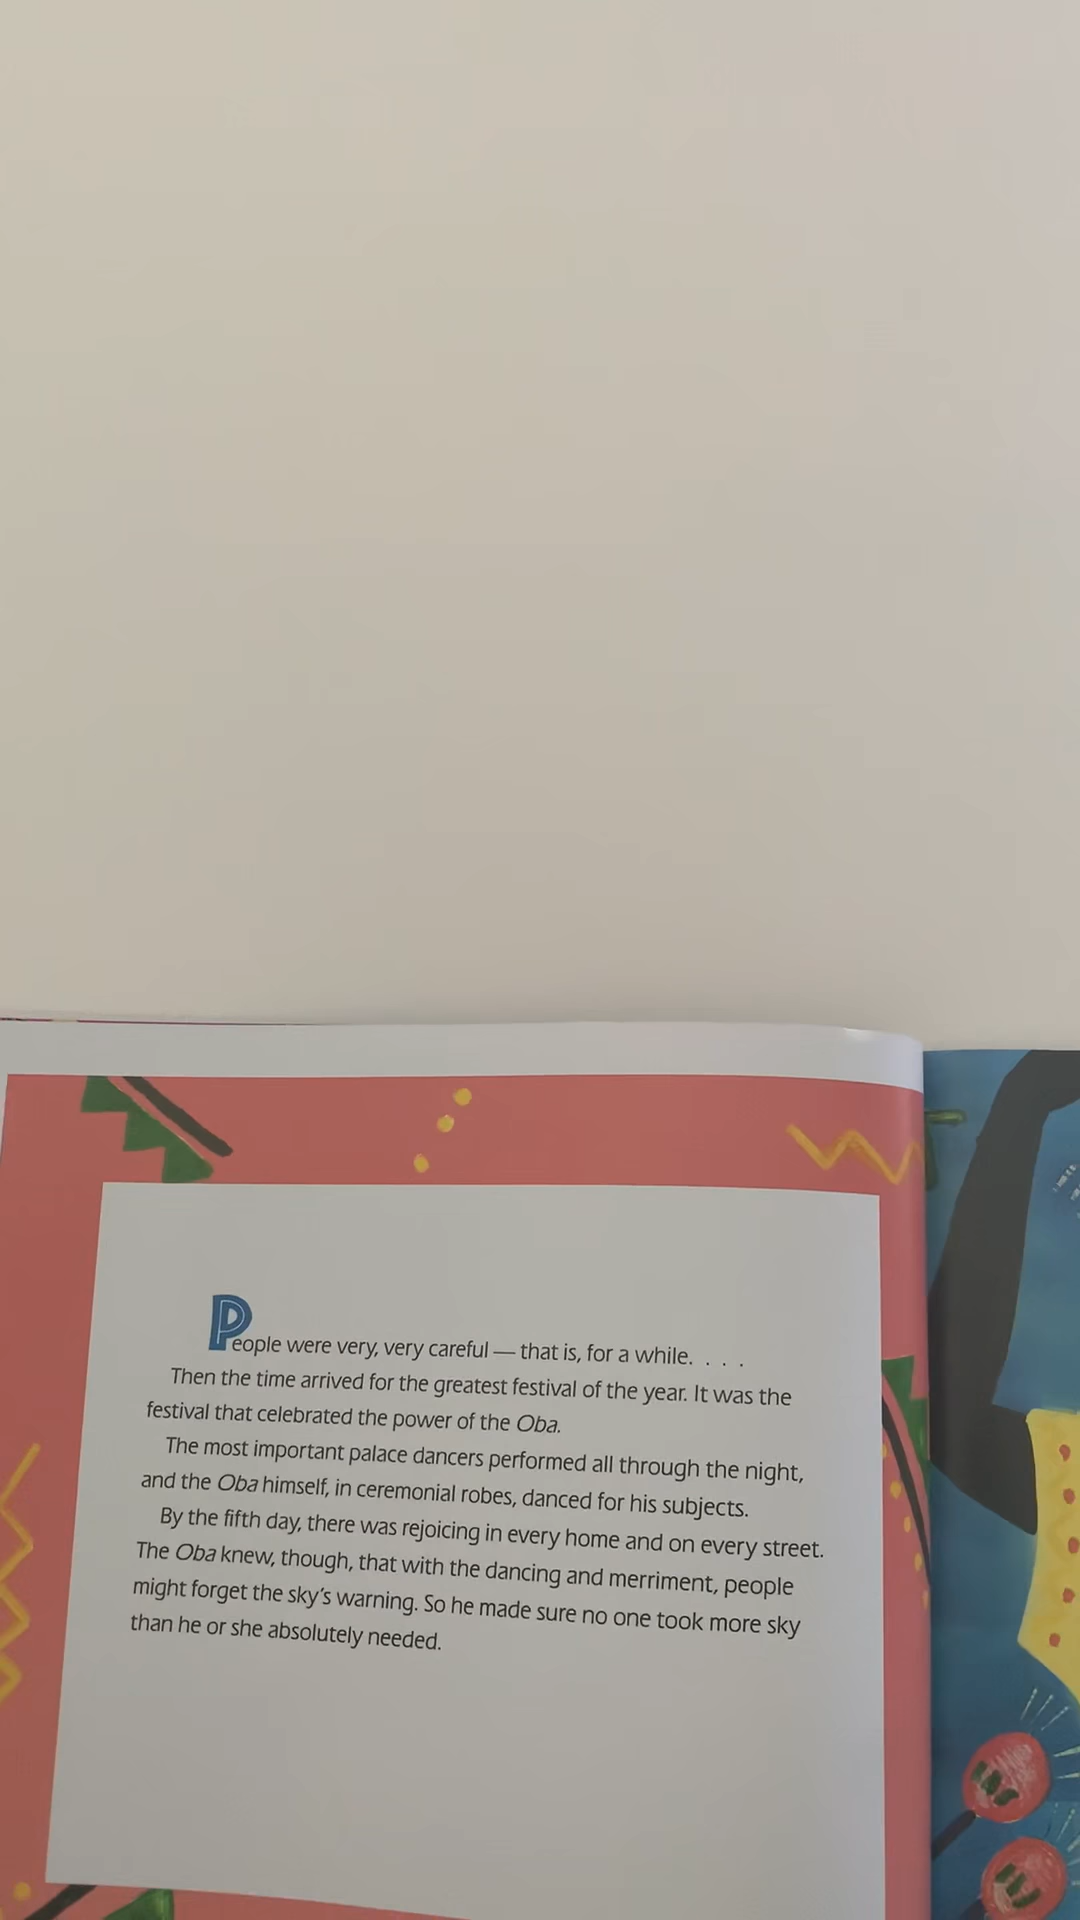 People were very, very careful — that is, for a while. . . .
Then the time arrived for the greatest festival of the year. It was the
festival that celebrated the power of the Oba.
The most important palace dancers performed all through the night,
and the Oba himself, in ceremonial robes, danced for his subjects.
By the fifth day, there was rejoicing in every home and on every street.
The Oba knew, though, that with the dancing and merriment, people
might forget the sky's warning. So he made sure no one took more sky
than he or she absolutely needed.